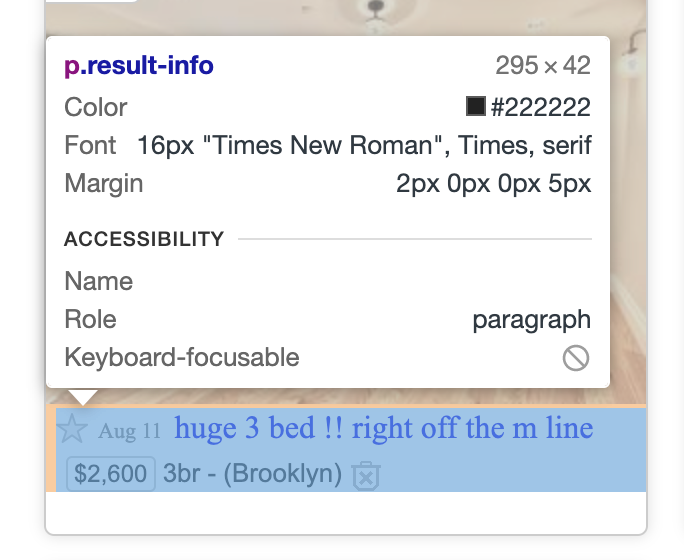 p.result-info 295 × 42
Color #222222
Font 16px "Times New Roman", Times, serif
Margin 2px 0px 0px 5px
ACCESSIBILITY
Name
Role paragraph
Keyboard-focusable
Aug 11 huge 3 bed !! right off the m line
$2,600 3br - (Brooklyn)